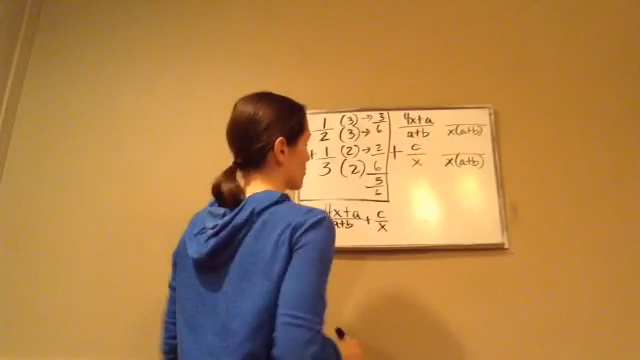 1/2 (3)/(3) → 3/6
+ 1/3 (2)/(2) → 2/6
5/6
4x+a/a+b + c/x
4x+a/a+b  /x(a+b)
+ c/x  /x(a+b)